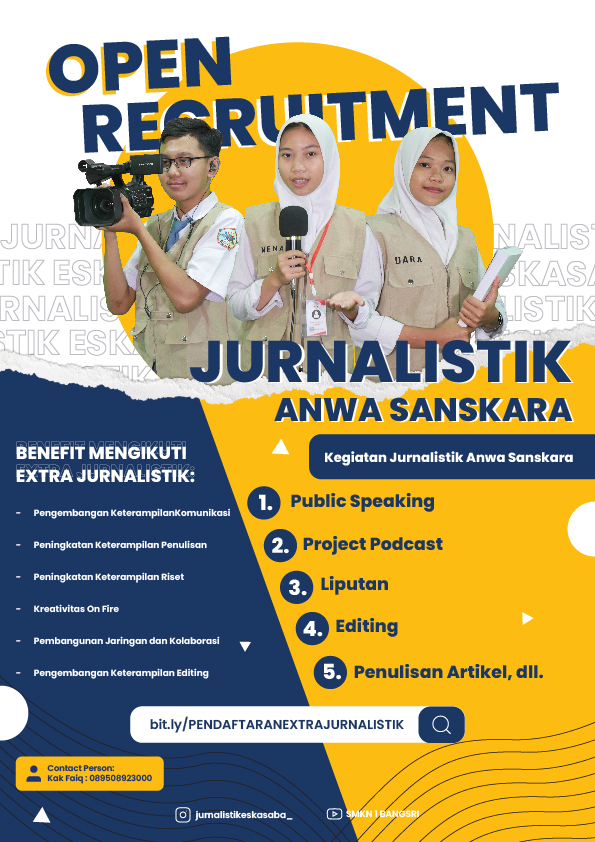 OPEN
RECRUITMENT
JURNALISTIK
ANWA SANSKARA
BENEFIT MENGIKUTI
EXTRA JURNALISTIK:
- Pengembangan KeterampilanKomunikasi
- Peningkatan Keterampilan Penulisan
- Peningkatan Keterampilan Riset
- Kreativitas On Fire
- Pembangunan Jaringan dan Kolaborasi
- Pengembangan Keterampilan Editing
Kegiatan Jurnalistik Anwa Sanskara
1. Public Speaking
2. Project Podcast
3. Liputan
4. Editing
5. Penulisan Artikel, dll.
bit.ly/PENDAFTARANEXTRAJURNALISTIK
Contact Person:
Kak Faiq : 089508923000
jurnalistikeskasaba_
SMKN 1 BANGSRI